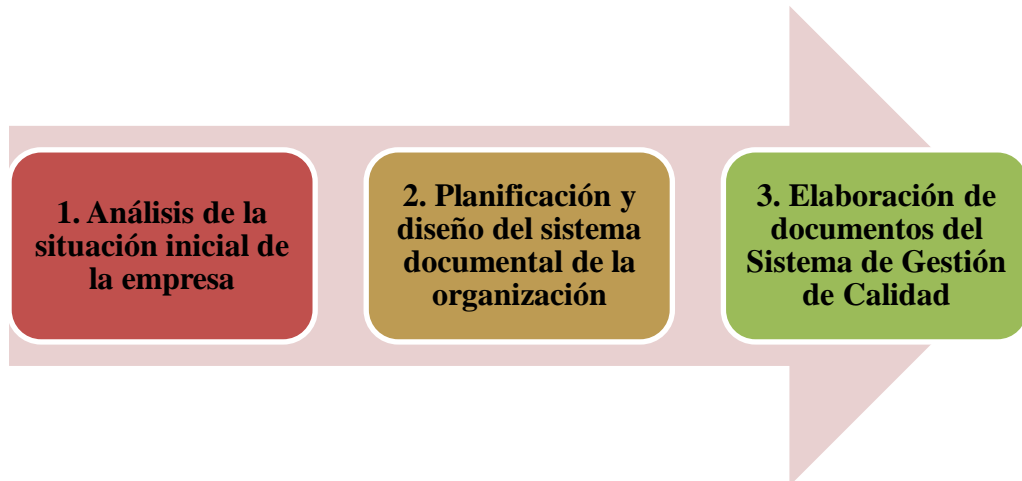 1. Análisis de la
situación inicial de
la empresa
2. Planificación y
diseño del sistema
documental de la
organización
3. Elaboración de
documentos del
Sistema de Gestión
de Calidad